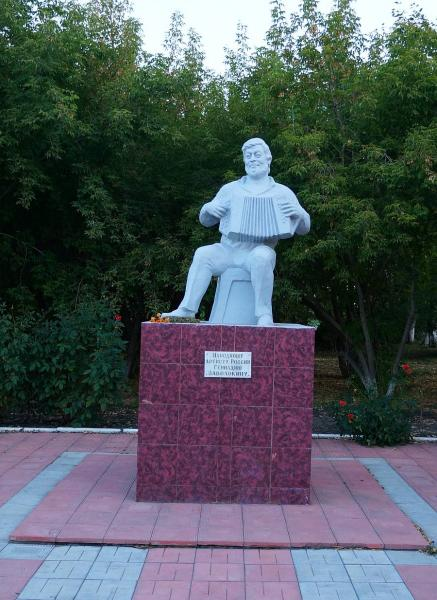 Народному
артисту России
Геннадию
Заволокину